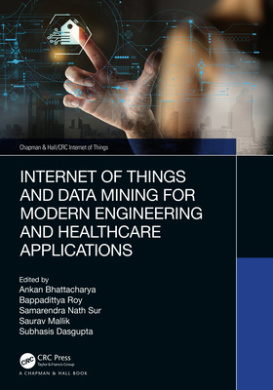 Chapman & Hall/CRC Internet of Things
INTERNET OF THINGS
AND DATA MINING FOR
MODERN ENGINEERING
AND HEALTHCARE
APPLICATIONS
Edited by
Ankan Bhattacharya
Bappadittya Roy
Samarendra Nath Sur
Saurav Mallik
Subhasis Dasgupta
CRC Press
Taylor & Francis Group
A CHAPMAN & HALL BOOK